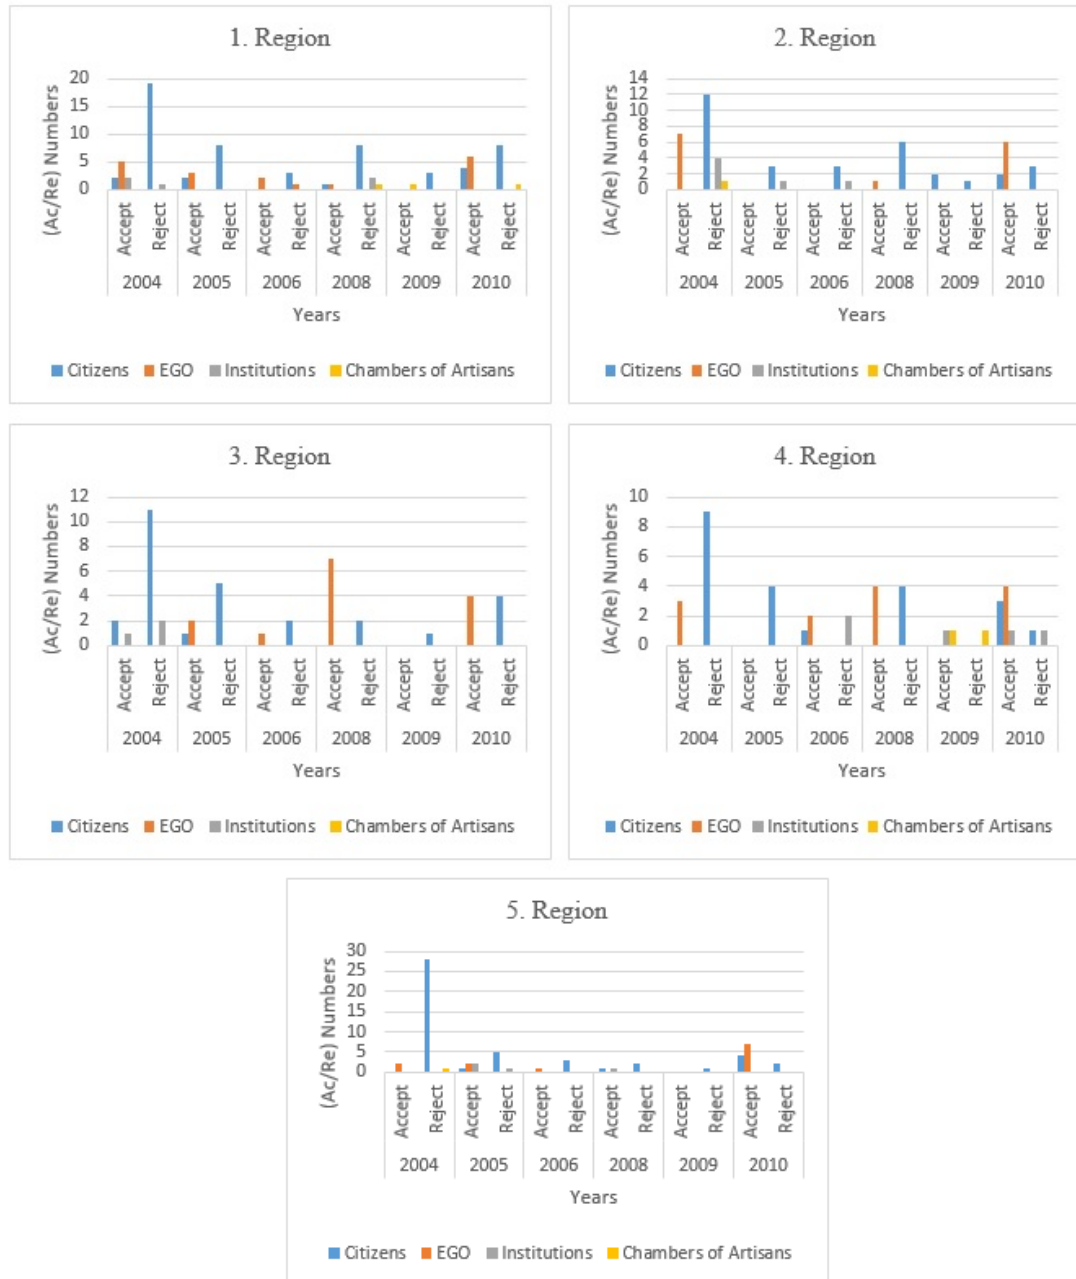 1. Region
(Ac/Re) Numbers
20
15
10
5
0
Accept Reject Accept Reject Accept Reject Accept Reject Accept Reject Accept Reject
2004 2005 2006 2008 2009 2010
Years
Citizens EGO Institutions Chambers of Artisans
2. Region
(Ac/Re) Numbers
14
12
10
8
6
4
2
0
Accept Reject Accept Reject Accept Reject Accept Reject Accept Reject Accept Reject
2004 2005 2006 2008 2009 2010
Years
Citizens EGO Institutions Chambers of Artisans
3. Region
(Ac/Re) Numbers
12
10
8
6
4
2
0
Accept Reject Accept Reject Accept Reject Accept Reject Accept Reject Accept Reject
2004 2005 2006 2008 2009 2010
Years
Citizens EGO Institutions Chambers of Artisans
4. Region
(Ac/Re) Numbers
10
8
6
4
2
0
Accept Reject Accept Reject Accept Reject Accept Reject Accept Reject Accept Reject
2004 2005 2006 2008 2009 2010
Years
Citizens EGO Institutions Chambers of Artisans
5. Region
(Ac/Re) Numbers
30
25
20
15
10
5
0
Accept Reject Accept Reject Accept Reject Accept Reject Accept Reject Accept Reject
2004 2005 2006 2008 2009 2010
Years
Citizens EGO Institutions Chambers of Artisans